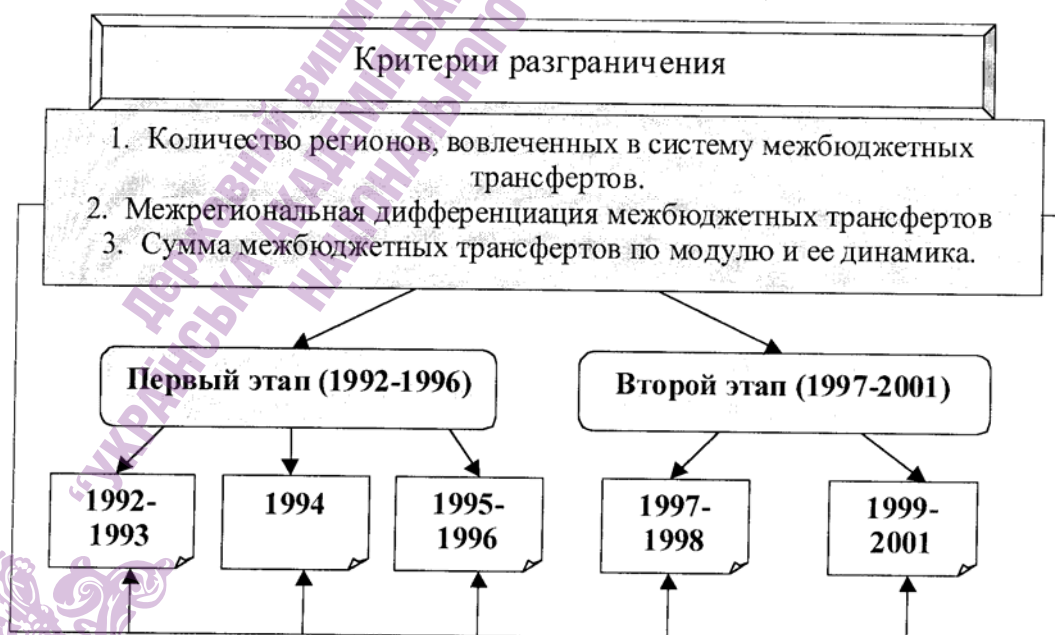 Критерии разграничения
1. Количество регионов, вовлеченных в систему межбюджетных
трансфертов.
2. Межрегиональная дифференциация межбюджетных трансфертов
3. Сумма межбюджетных трансфертов по модулю и ее динамика.
Первый этап (1992-1996)
Второй этап (1997-2001)
1992-
1993
1994
1995-
1996
1997-
1998
1999-
2001